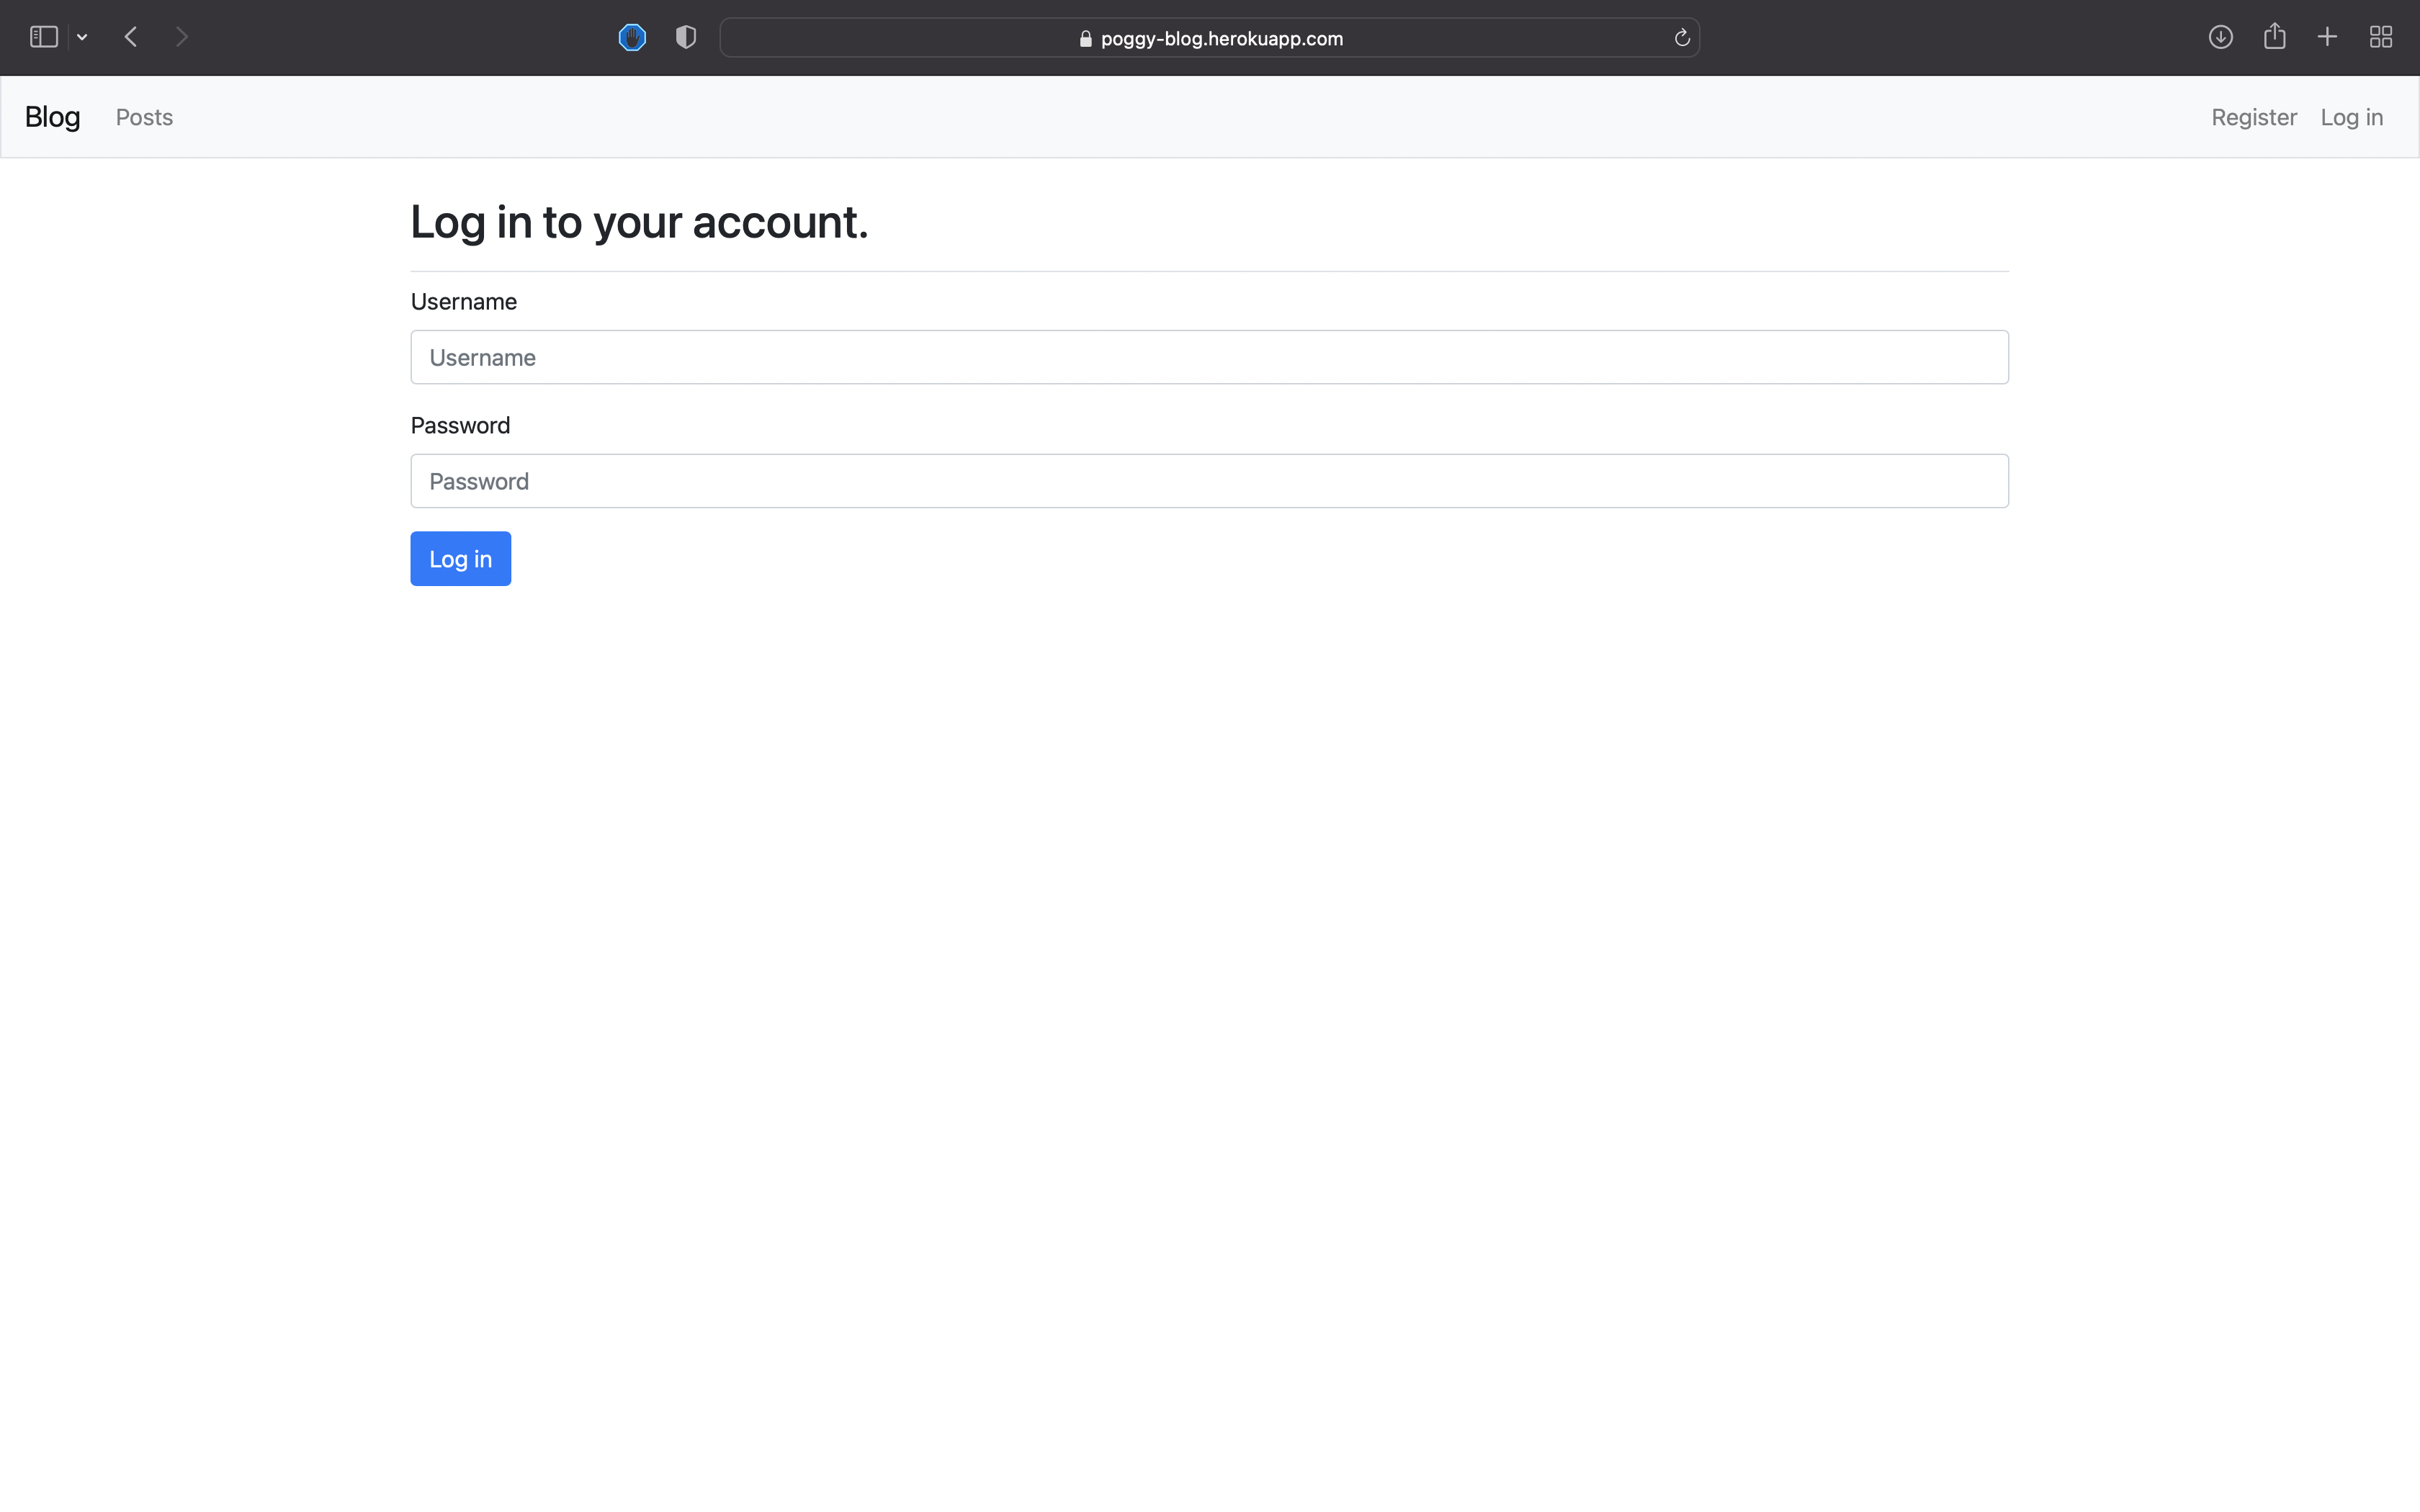 poggy-blog.herokuapp.com
Blog Posts Register Log in
Log in to your account.
Username
Username
Password
Password
Log in